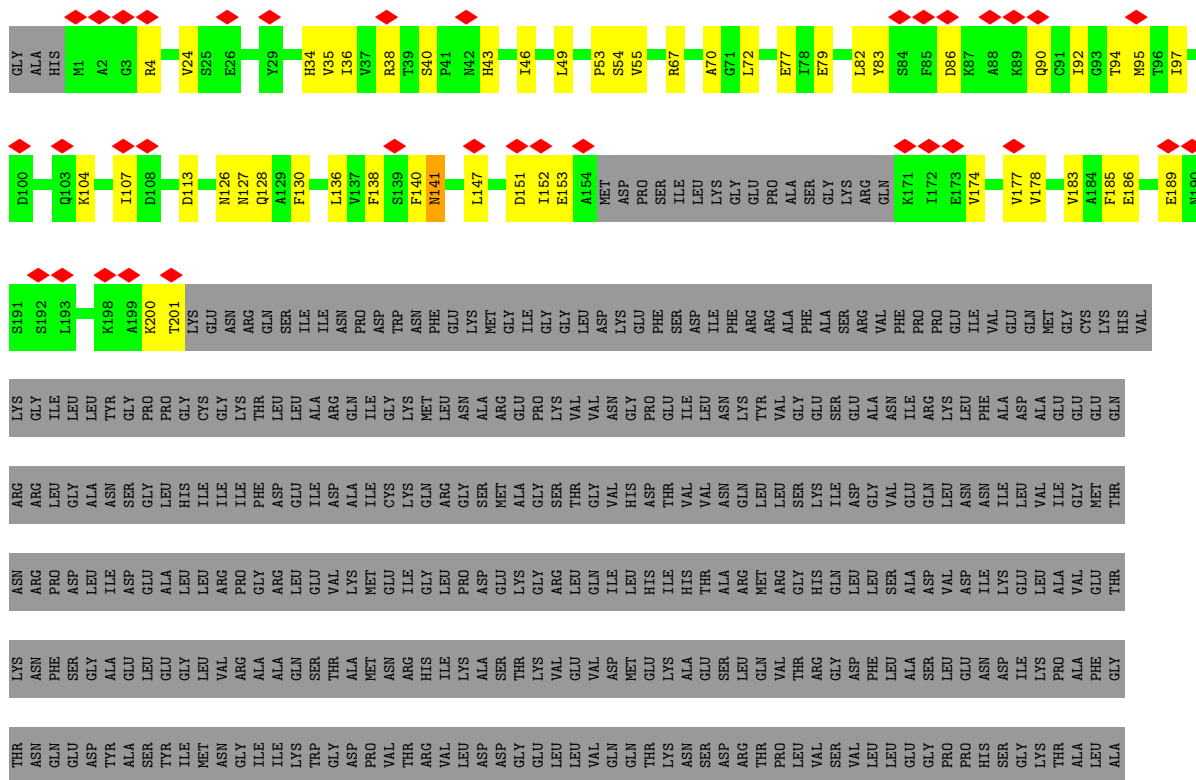 GLY ALA HIS M1 A2 G3 R4 V24 S25 E26 Y29 H34 V35 I36 V37 R38 T39 S40 P41 N42 H43 I46 L49 P53 S54 V55 R67 A70 G71 L72 E77 I78 E79 L82 Y83 S84 F85 D86 K87 A88 K89 Q90 C91 I92 G93 T94 M95 T96 I97
D100 Q103 K104 I107 D108 D113 N126 N127 Q128 A129 F130 L136 V137 F138 S139 F140 N141 L147 D151 I152 E153 A154 MET ASP PRO SER ILE LEU LYS GLY GLU PRO ALA SER GLY LYS ARG GLN K171 I172 E173 V174 V177 V178 V183 A184 F185 E186 E189 N190
S191 S192 L193 K198 A199 K200 T201 LYS GLU ASN ARG GLN SER ILE ILE ASN PRO ASP TRP ASN PHE GLU LYS MET GLY ILE GLY GLY LEU ASP LYS GLU PHE SER ASP ILE PHE ARG ARG ALA PHE ALA SER ARG VAL PHE PRO PRO GLU ILE VAL GLU GLN MET GLY CYS LYS HIS VAL
LYS GLY ILE LEU LEU TYR GLY PRO PRO GLY CYS GLY LYS THR LEU LEU ALA ARG GLN ILE GLY LYS MET LEU ASN ALA ARG GLU PRO LYS VAL VAL ASN GLY PRO GLU ILE LEU ASN LYS TYR VAL GLY GLU SER GLU ALA ASN ILE ARG LYS LEU PHE ALA ASP ALA GLU GLU GLU GLN
ARG ARG LEU GLY ALA ASN SER GLY LEU HIS ILE ILE ILE PHE ASP GLU ILE ASP ALA ILE CYS LYS GLN ARG GLY SER MET ALA GLY SER THR GLY VAL HIS ASP THR VAL VAL ASN GLN LEU LEU SER LYS ILE ASP GLY VAL GLU GLN LEU ASN ASN ILE LEU VAL ILE GLY MET THR
ASN ARG PRO ASP LEU ILE ASP GLU ALA LEU LEU ARG PRO GLY ARG LEU GLU VAL LYS MET GLU ILE GLY LEU PRO ASP GLU LYS GLY ARG LEU GLN ILE LEU HIS ILE HIS THR ALA ARG MET ARG GLY HIS GLN LEU LEU SER ALA ASP VAL ASP ILE LYS GLU LEU ALA VAL GLU THR
LYS ASN PHE SER GLY ALA GLU LEU GLU GLY LEU VAL ARG ALA ALA GLN SER THR ALA MET ASN ARG HIS ILE LYS ALA SER THR LYS VAL GLU VAL ASP MET GLU LYS ALA GLU SER LEU GLN VAL THR ARG GLY ASP PHE LEU ALA SER LEU GLU ASN ASP ILE LYS PRO ALA PHE GLY
THR ASN GLN GLU ASP TYR ALA SER TYR ILE MET ASN GLY ILE ILE LYS TRP GLY ASP PRO VAL THR ARG VAL LEU ASP ASP GLY GLU LEU LEU VAL GLN GLN THR LYS ASN SER ASP ARG THR PRO LEU VAL SER VAL LEU LEU GLU GLY PRO PRO HIS SER GLY LYS THR ALA LEU ALA